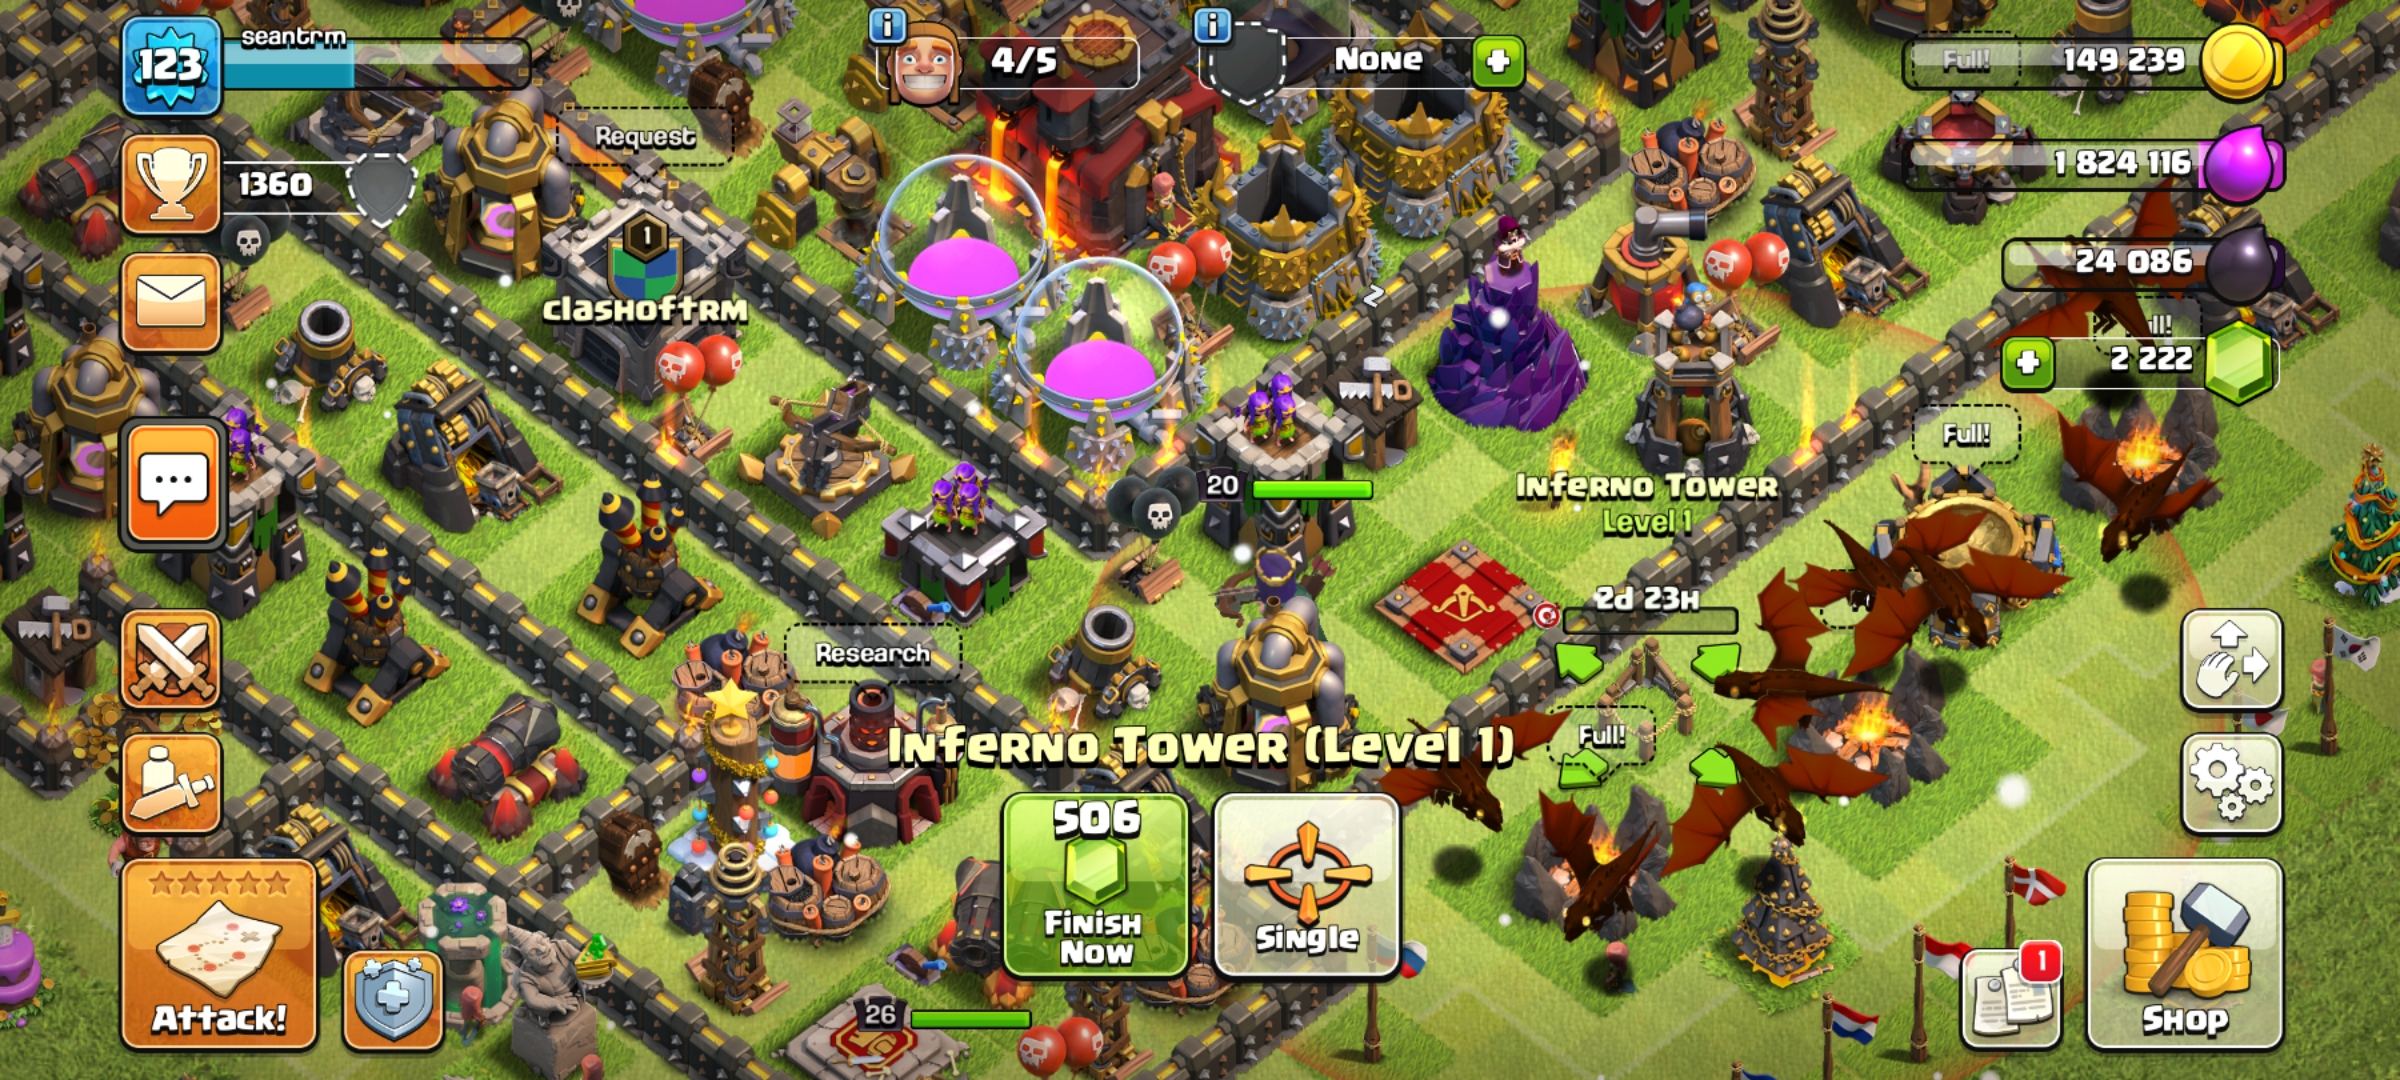 123
seantrm
4/5
None
Full!
149 239
Request
1360
1 824 116
1
clashoftRM
24 086
ull!
2 222
Full!
20
Inferno Tower
Level 1
2d 23H
Research
Full!
Inferno Tower (Level 1)
506
Finish
Now
Single
Attack!
26
1
Shop